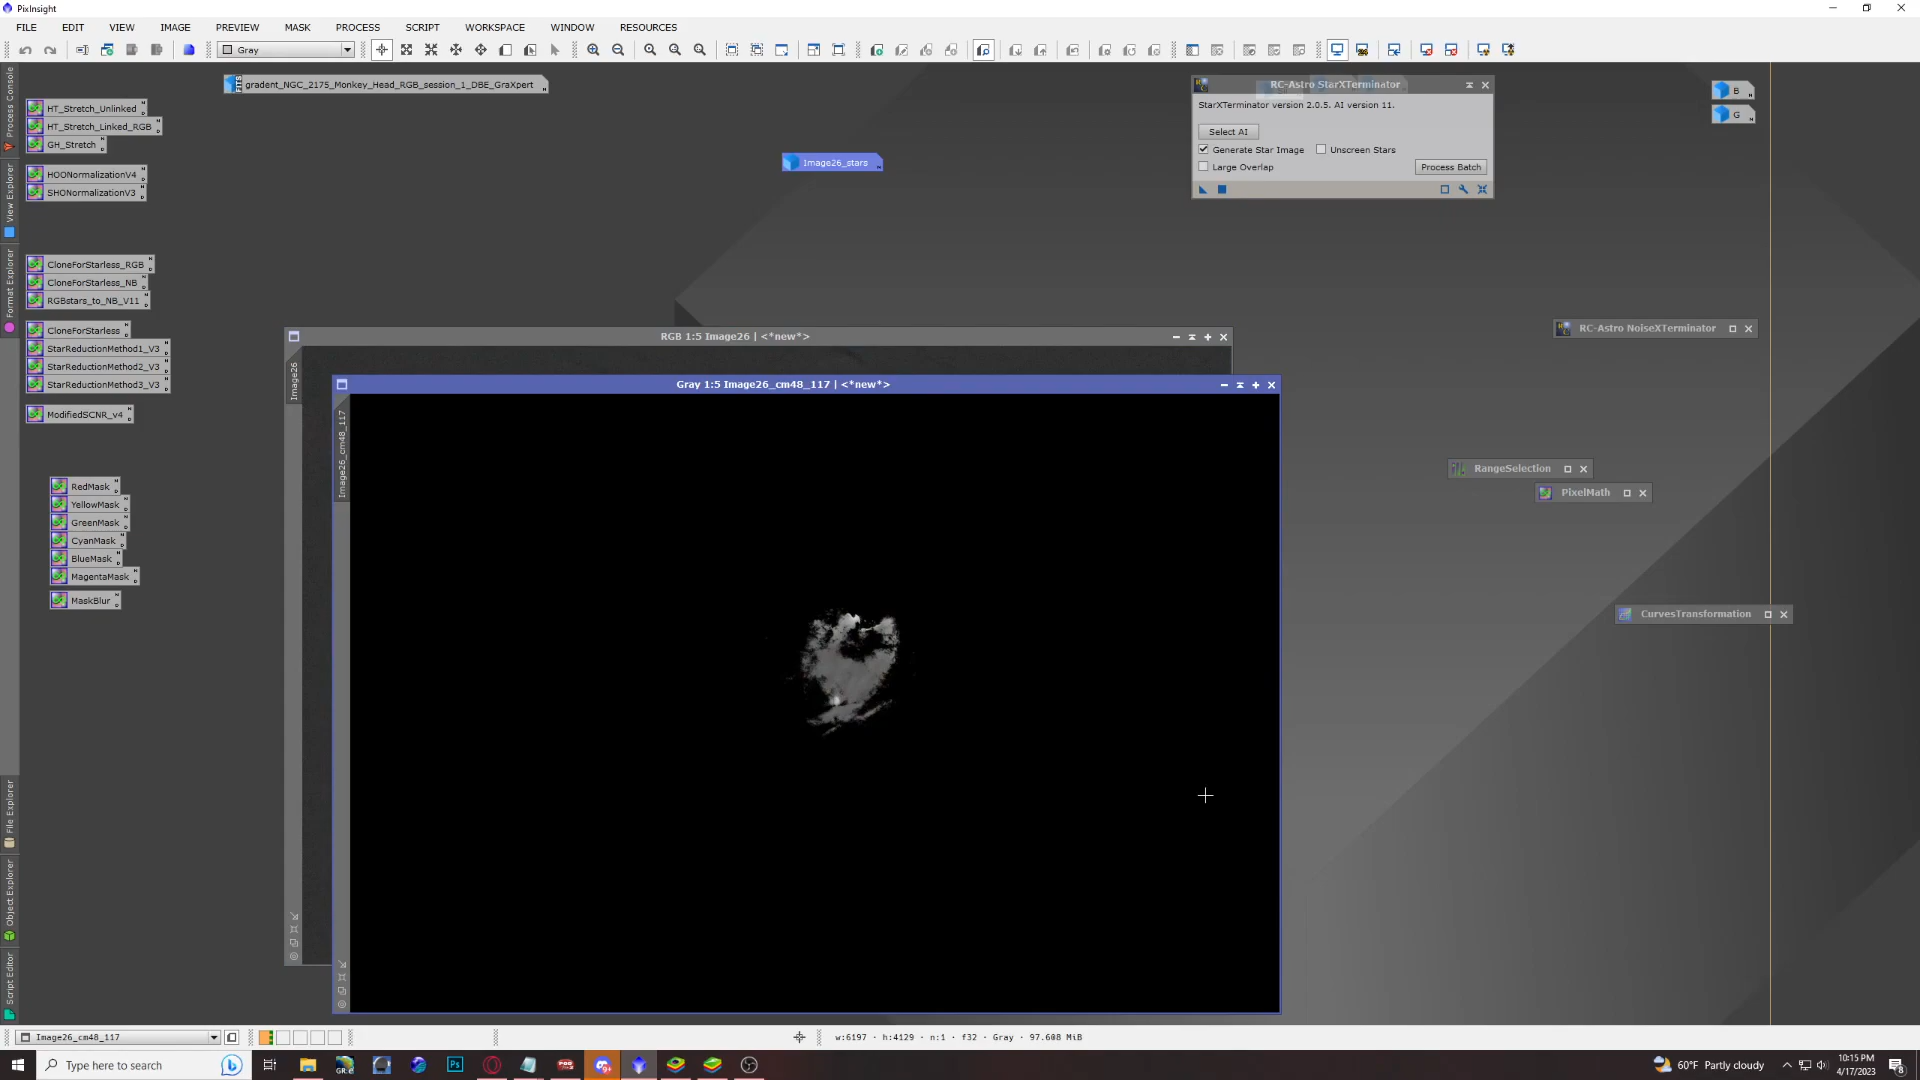 PixInsight
FILE EDIT VIEW IMAGE PREVIEW MASK PROCESS SCRIPT WORKSPACE WINDOW RESOURCES
Gray
gradent_NGC_2175_Monkey_Head_RGB_session_1_DBE_GraXpert
Process Console
View Explorer
Format Explorer
File Explorer
Object Explorer
Script Editor
HT_Stretch_Unlinked
HT_Stretch_Linked_RGB
GH_Stretch
HOONormalizationV4
SHONormalizationV3
CloneForStarless_RGB
CloneForStarless_NB
RGBstars_to_NB_V11
CloneForStarless
StarReductionMethod1_V3
StarReductionMethod2_V3
StarReductionMethod3_V3
ModifiedSCNR_v4
RedMask
YellowMask
GreenMask
CyanMask
BlueMask
MagentaMask
MaskBlur
Image26_stars
RC-Astro StarXTerminator
StarXTerminator version 2.0.5. AI version 11.
Select AI
Generate Star Image Unscreen Stars
Large Overlap Process Batch
B
G
RC-Astro NoiseXTerminator
RangeSelection
PixelMath
CurvesTransformation
RGB 1:5 Image26 | <*new*>
Image26
Gray 1:5 Image26_cm48_117 | <*new*>
Image26_cm48_117
Image26_cm48_117
w:6197 · h:4129 · n:1 · f32 · Gray · 97.608 MiB
Type here to search
60°F Partly cloudy
10:15 PM
4/17/2023